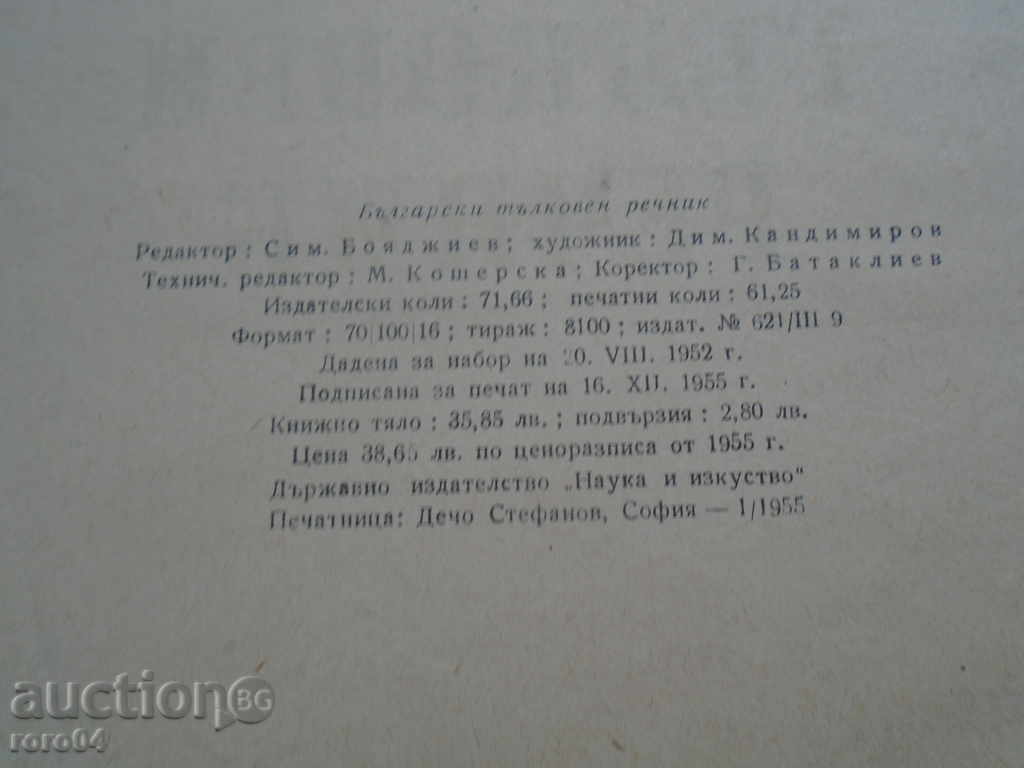 Български тълковен речник
Редактор: Сим. Бояджиев; художник: Дим. Кандимирои
Технич. редактор: М. Кошерска; Коректор: Г. Батаклиев
Издателски коли: 71,66; печатни коли: 61,25
Формат: 70|100|16; тираж: 8100; издат. № 621/III 9
Дадена за набор на 20. VIII. 1952 г.
Подписана за печат на 16. XII. 1955 г.
Книжно тяло: 35,85 лв.; подвързия: 2,80 лв.
Цена 38,65 лв. по ценоразписа от 1955 г.
Държавно издателство „Наука и изкуство“
Печатница: Дечо Стефанов, София — 1/1955
auction BG
roro04